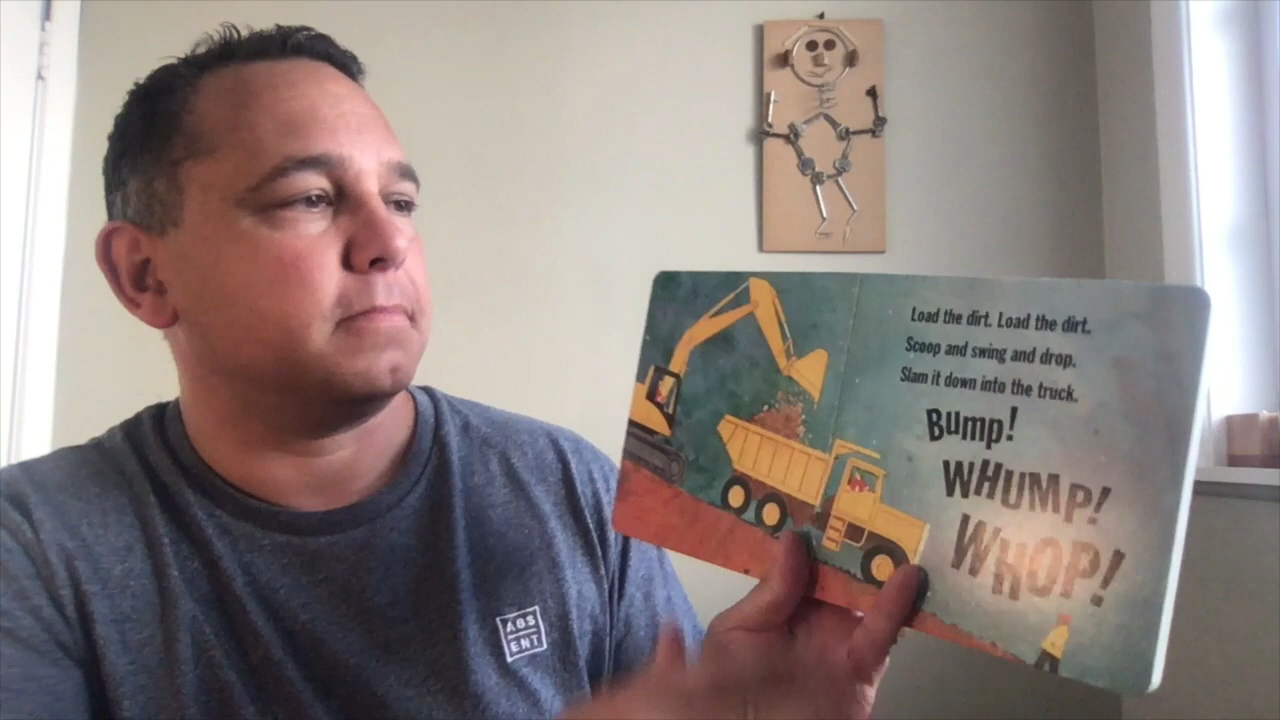 Load the dirt. Load the dirt.
Scoop and swing and drop.
Slam it down into the truck.
Bump!
WHUMP!
WHOP!
ABS
ENT